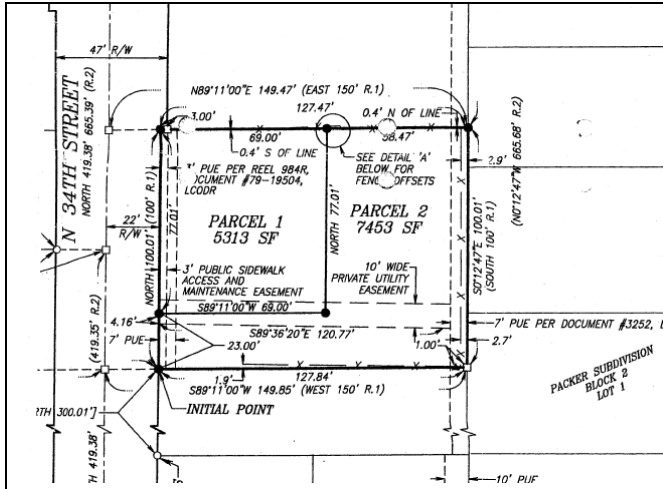 47' R/W
N 34TH STREET
NORTH 419.38' 665.39' (R.2)
N89°11'00"E 149.47' (EAST 150' R.1)
3.00'
127.47'
0.4' N OF LINE
69.00'
58.47'
0.4' S OF LINE
SEE DETAIL 'A'
BELOW FOR
OFFSETS
PUE PER REEL 984R,
#79-19504,
LCODR
2.9'
(N0°12'47"W 665.68' R.2)
22'
R/W
NORTH 100.01' (100' R.1)
77.01'
PARCEL 1
5313 SF
NORTH 77.01'
PARCEL 2
7453 SF
S0°12'47"E 100.01'
(SOUTH 100' R.1)
3' PUBLIC SIDEWALK
ACCESS AND
MAINTENANCE EASEMENT
10' WIDE
PRIVATE UTILITY
EASEMENT
S89°11'00"W 69.00'
4.16'
S89°36'20"E 120.77'
7' PUE PER DOCUMENT #3252,
(419.35' R.2)
7' PUE
23.00'
1.00'
2.7'
1.9'
127.84'
S89°11'00"W 149.85' (WEST 150' R.1)
PACKER SUBDIVISION
BLOCK 2
LOT 1
300.01']
INITIAL POINT
419.38'
10' PUE